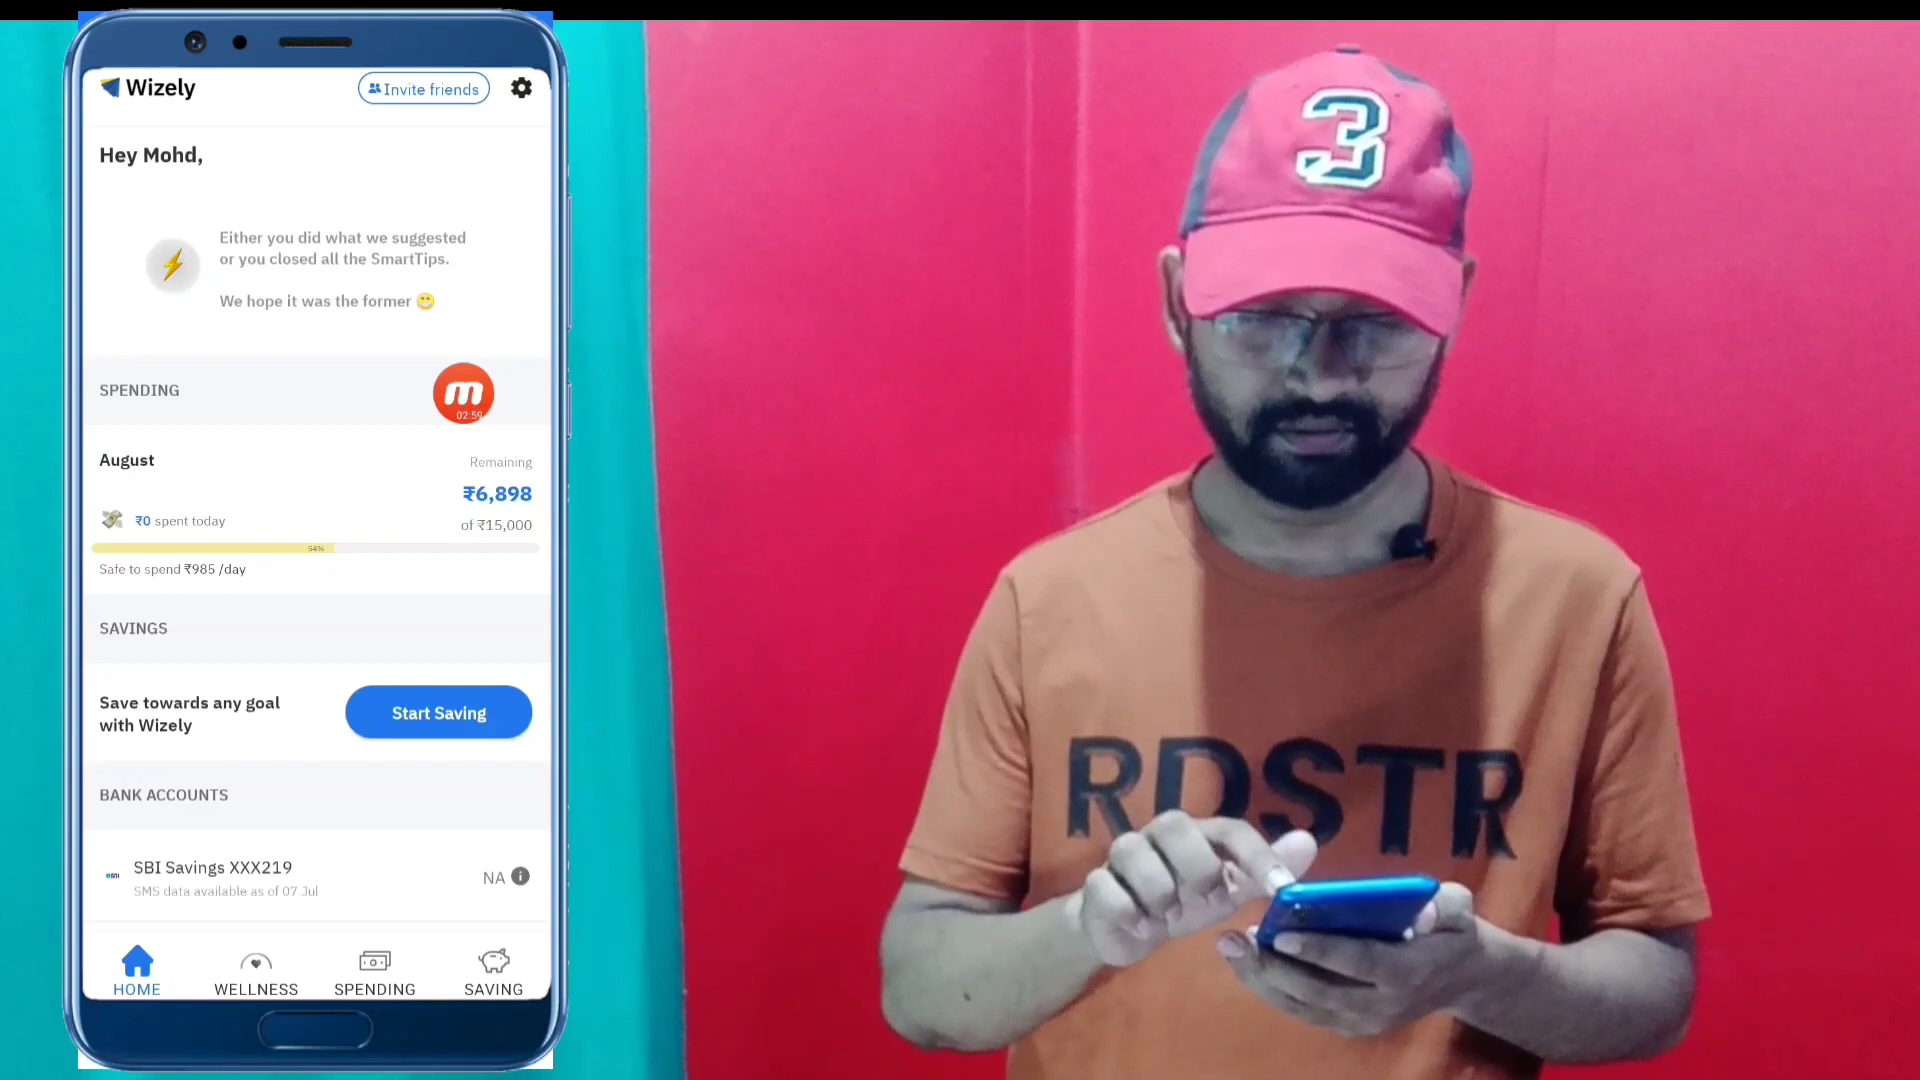 Wizely
Invite friends
Hey Mohd,
Either you did what we suggested
or you closed all the SmartTips.
We hope it was the former 😁
SPENDING
m
02:59
August
Remaining
₹6,898
₹0 spent today
of ₹15,000
54%
Safe to spend ₹985 /day
SAVINGS
Save towards any goal
with Wizely
Start Saving
BANK ACCOUNTS
SBI Savings XXX219
SMS data available as of 07 Jul
NA
SBI
HOME
WELLNESS
SPENDING
SAVING
3
RDSTR